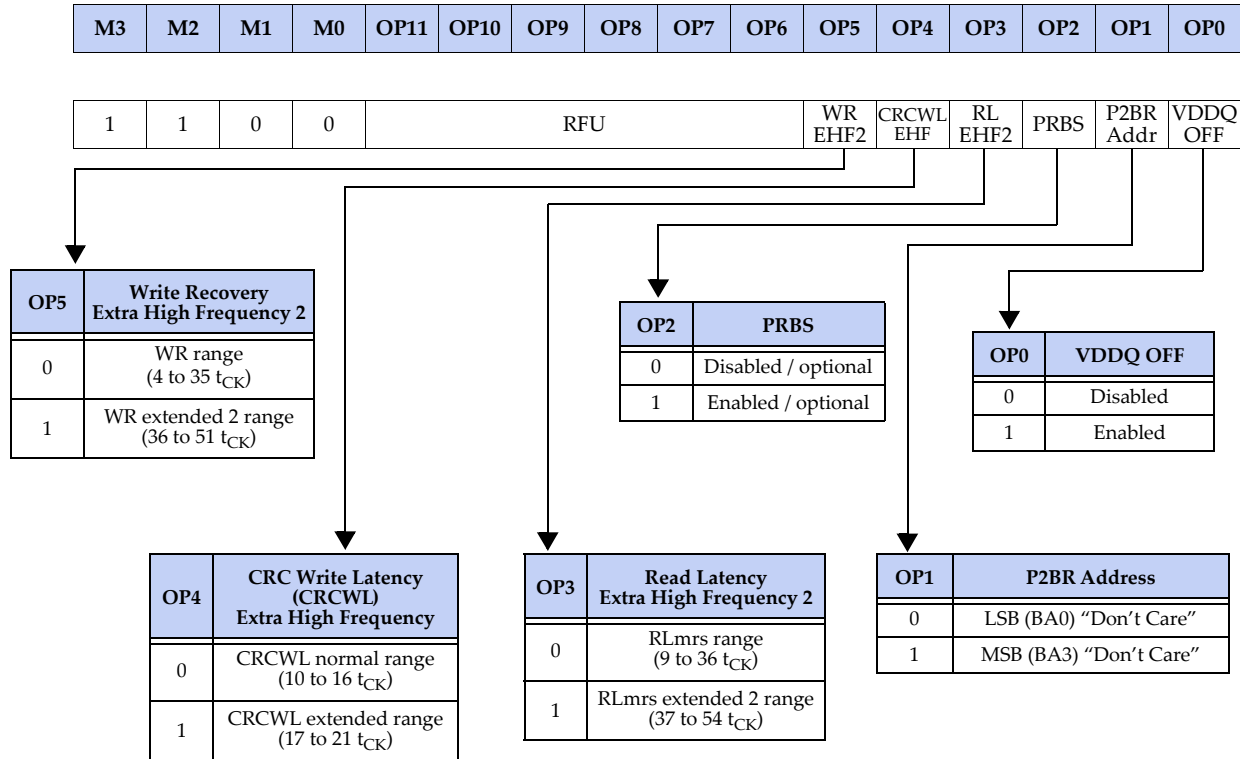 M3 M2 M1 M0 OP11 OP10 OP9 OP8 OP7 OP6 OP5 OP4 OP3 OP2 OP1 OP0
1 1 0 0 RFU WR EHF2 CRCWL EHF RL EHF2 PRBS P2BR Addr VDDQ OFF
OP5 Write Recovery
Extra High Frequency 2
0 WR range
(4 to 35 tCK)
1 WR extended 2 range
(36 to 51 tCK)
OP2 PRBS
0 Disabled / optional
1 Enabled / optional
OP0 VDDQ OFF
0 Disabled
1 Enabled
OP4 CRC Write Latency
(CRCWL)
Extra High Frequency
0 CRCWL normal range
(10 to 16 tCK)
1 CRCWL extended range
(17 to 21 tCK)
OP3 Read Latency
Extra High Frequency 2
0 RLmrs range
(9 to 36 tCK)
1 RLmrs extended 2 range
(37 to 54 tCK)
OP1 P2BR Address
0 LSB (BA0) “Don’t Care”
1 MSB (BA3) “Don’t Care”